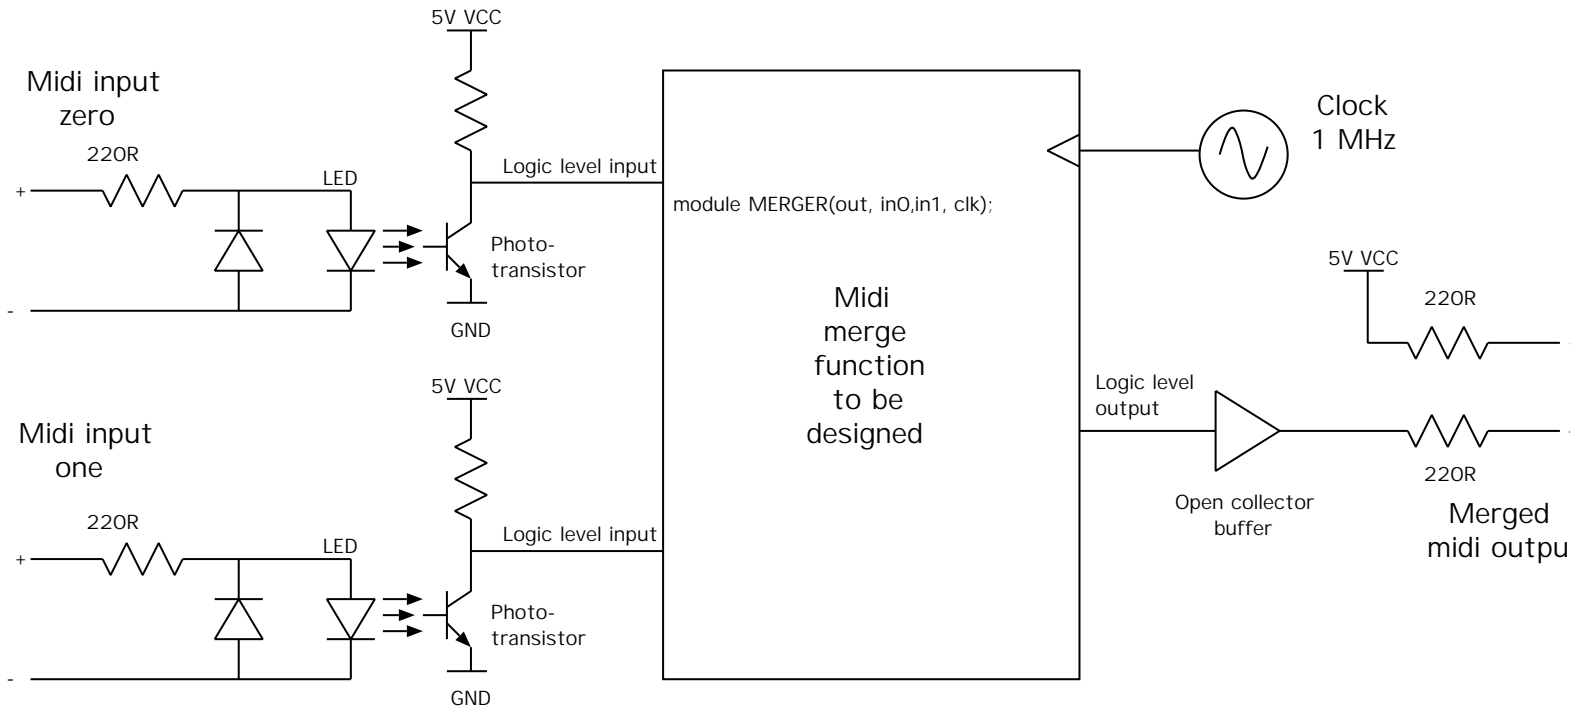 5V VCC
Midi input
zero
220R
LED
+
-
Logic level input
Photo-
transistor
GND
5V VCC
Midi input
one
220R
LED
+
-
Logic level input
Photo-
transistor
GND
module MERGER(out, in0,in1, clk);
Midi
merge
function
to be
designed
Clock
1 MHz
5V VCC
220R
Logic level
output
Open collector
buffer
220R
Merged
midi outpu